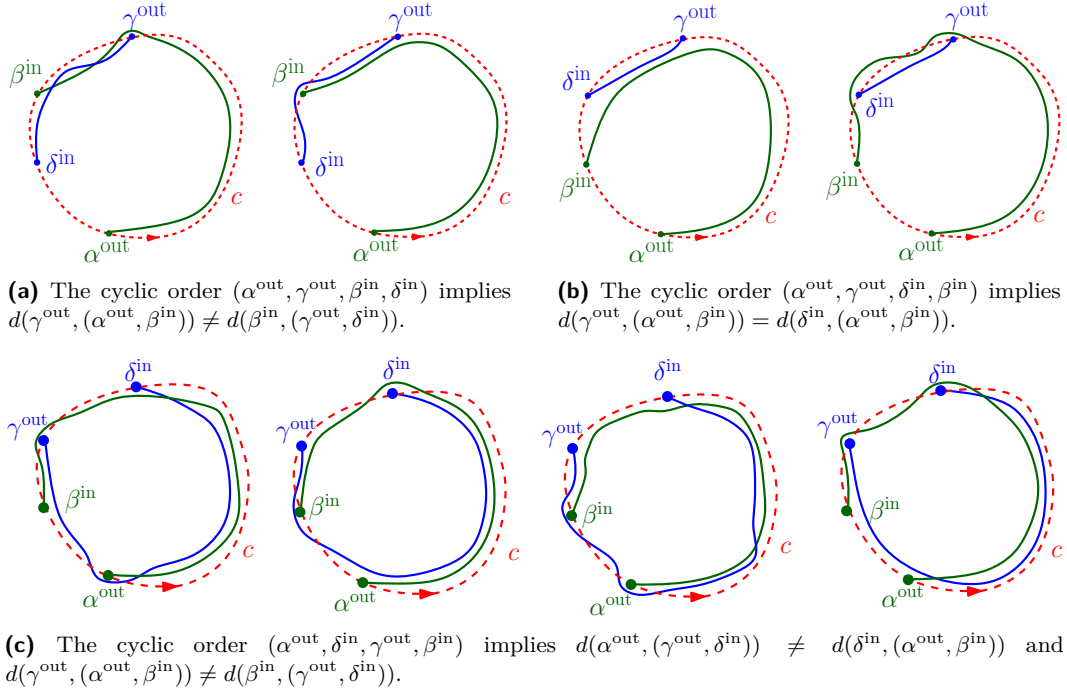 γ^out γ^out γ^out γ^out
β^in β^in δ^in δ^in
δ^in δ^in β^in β^in
c c c c
α^out α^out α^out α^out
(a) The cyclic order (α^out, γ^out, β^in, δ^in) implies
d(γ^out, (α^out, β^in)) ≠ d(β^in, (γ^out, δ^in)).
(b) The cyclic order (α^out, γ^out, δ^in, β^in) implies
d(γ^out, (α^out, β^in)) = d(δ^in, (α^out, β^in)).
δ^in δ^in δ^in δ^in
γ^out γ^out γ^out γ^out
β^in β^in β^in β^in
c c c c
α^out α^out α^out α^out
(c) The cyclic order (α^out, δ^in, γ^out, β^in) implies d(α^out, (γ^out, δ^in)) ≠ d(δ^in, (α^out, β^in)) and
d(γ^out, (α^out, β^in)) ≠ d(β^in, (γ^out, δ^in)).